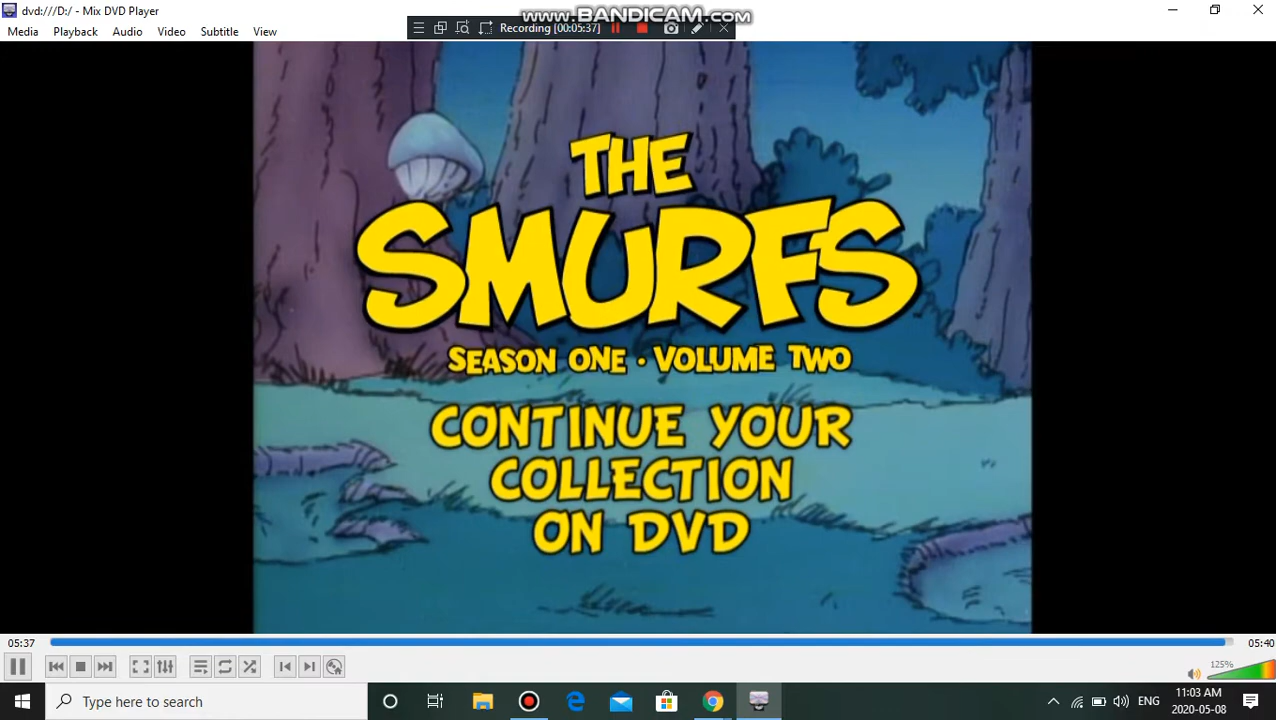 dvd:///D:/ - Mix DVD Player
www.BANDICAM.com
Media Playback Audio Video Subtitle View
Recording [00:05:37]
THE
SMURFS
SEASON ONE · VOLUME TWO
CONTINUE YOUR
COLLECTION
ON DVD
05:37
05:40
125%
Type here to search
ENG
11:03 AM
2020-05-08